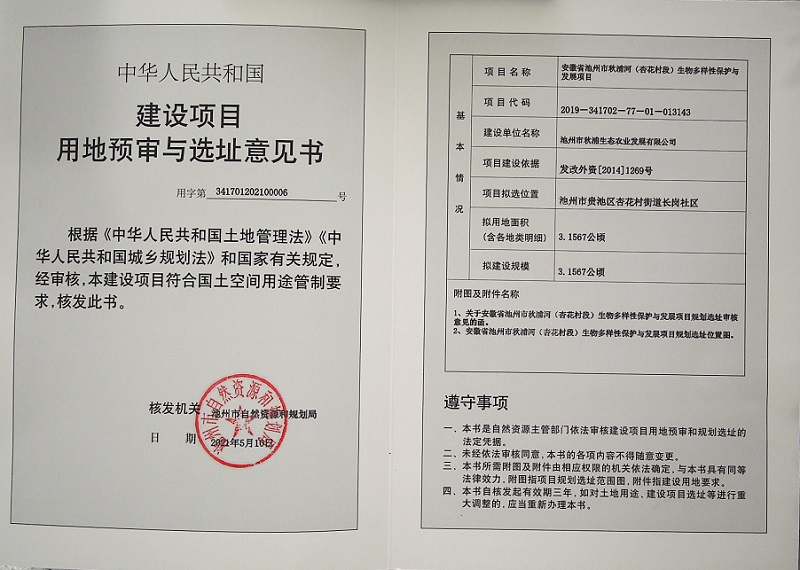 中华人民共和国
建设项目
用地预审与选址意见书
用字第 341701202100006 号
根据《中华人民共和国土地管理法》《中
华人民共和国城乡规划法》和国家有关规定，
经审核，本建设项目符合国土空间用途管制要
求，核发此书。
核发机关 池州市自然资源和规划局
日 期 2021年5月10日
池州市自然资源和规划局
基本情况
项目名称 安徽省池州市秋浦河（杏花村段）生物多样性保护与
发展项目
项目代码 2019-341702-77-01-013143
建设单位名称 池州市秋浦生态农业发展有限公司
项目建设依据 发改外资[2014]1269号
项目拟选位置 池州市贵池区杏花村街道长岗社区
拟用地面积
(含各地类明细) 3.1567公顷
拟建设规模 3.1567公顷
附图及附件名称
1、关于安徽省池州市秋浦河（杏花村段）生物多样性保护与发展项目规划选址审核
意见的函。
2、安徽省池州市秋浦河（杏花村段）生物多样性保护与发展项目规划选址位置图。
遵守事项
一、本书是自然资源主管部门依法审核建设项目用地预审和规划选址的
法定凭据。
二、未经依法审核同意，本书的各项内容不得随意变更。
三、本书所需附图及附件由相应权限的机关依法确定，与本书具有同等
法律效力，附图指项目规划选址范围图，附件指建设用地要求。
四、本书自核发起有效期三年，如对土地用途，建设项目选址等进行重
大调整的，应当重新办理本书。